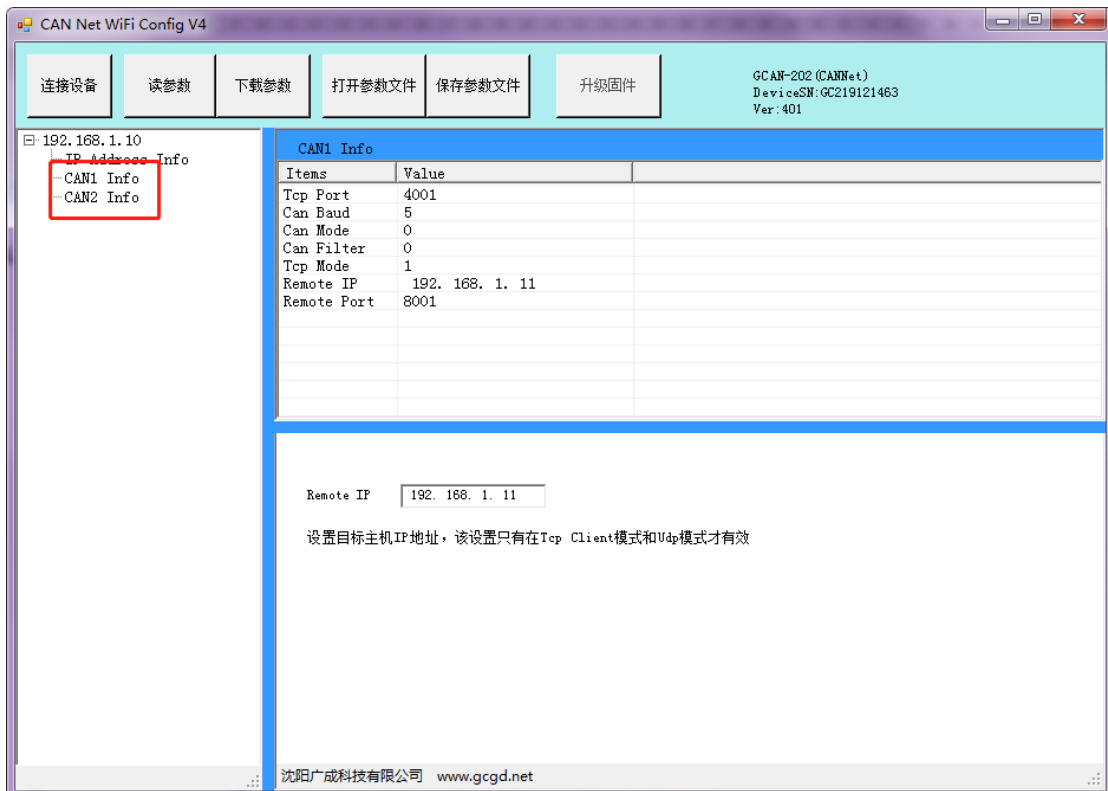 CAN Net WiFi Config V4
连接设备 读参数 下载参数 打开参数文件 保存参数文件 升级固件
GCAN-202(CANNet)
DeviceSN:GC219121463
Ver:401
192.168.1.10
IP Address Info
CAN1 Info
CAN2 Info
CAN1 Info
Items Value
Tcp Port 4001
Can Baud 5
Can Mode 0
Can Filter 0
Tcp Mode 1
Remote IP 192. 168. 1. 11
Remote Port 8001
Remote IP 192. 168. 1. 11
设置目标主机IP地址，该设置只有在Tcp Client模式和Udp模式才有效
沈阳广成科技有限公司 www.gcgd.net